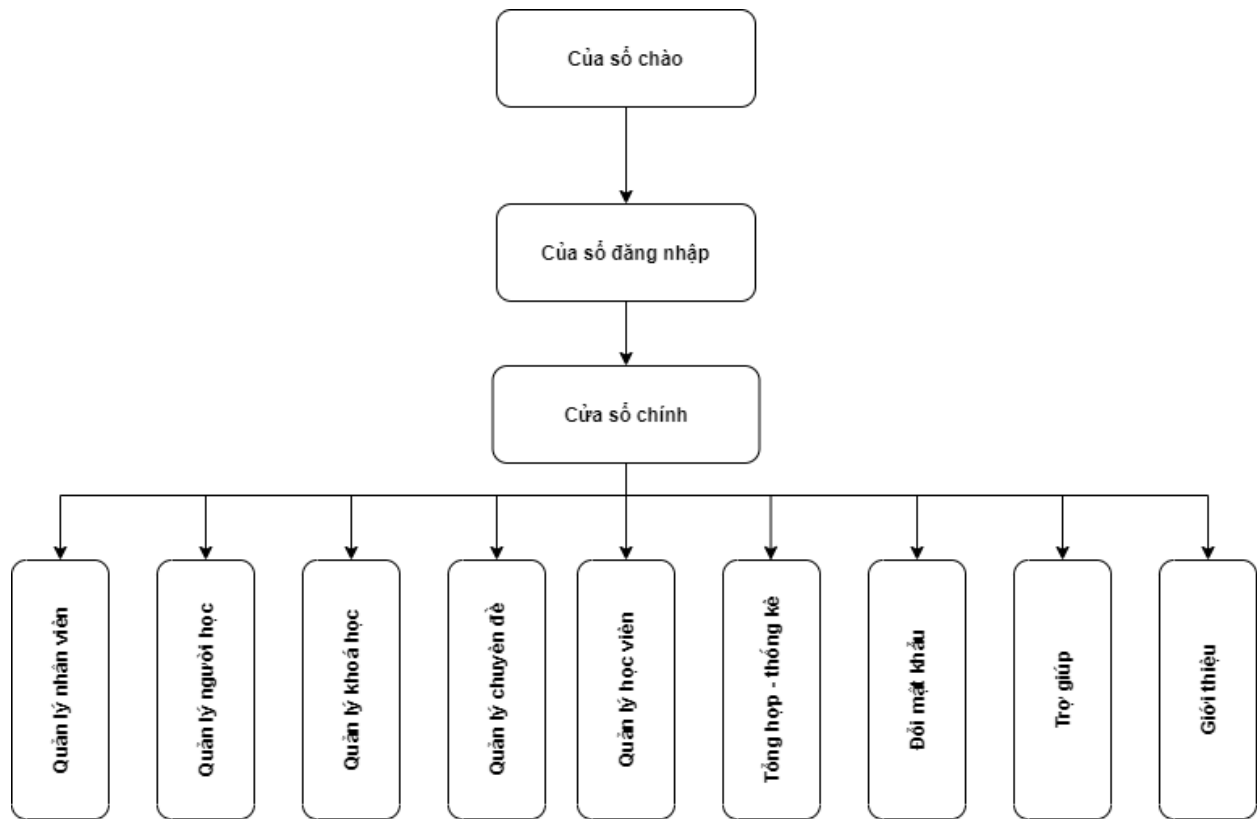 Của sổ chào
Của sổ đăng nhập
Cửa sổ chính
Quản lý nhân viên
Quản lý người học
Quản lý khoá học
Quản lý chuyên đề
Quản lý học viên
Tổng hợp - thống kê
Đổi mật khẩu
Trợ giúp
Giới thiệu